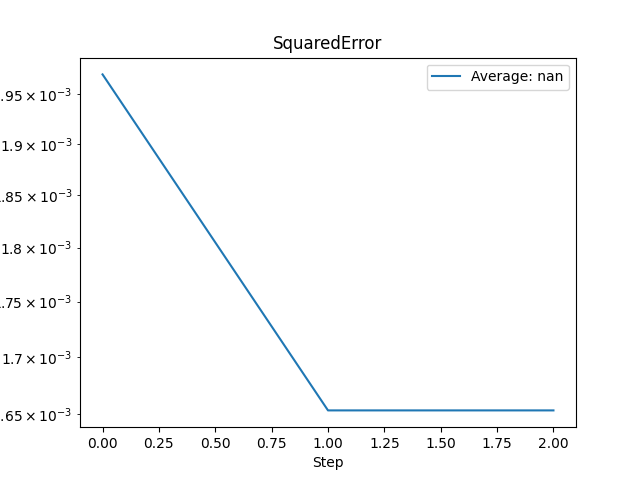 SquaredError
Average: nan
.95 × 10⁻³
1.9 × 10⁻³
.85 × 10⁻³
1.8 × 10⁻³
.75 × 10⁻³
1.7 × 10⁻³
.65 × 10⁻³
0.00 0.25 0.50 0.75 1.00 1.25 1.50 1.75 2.00
Step